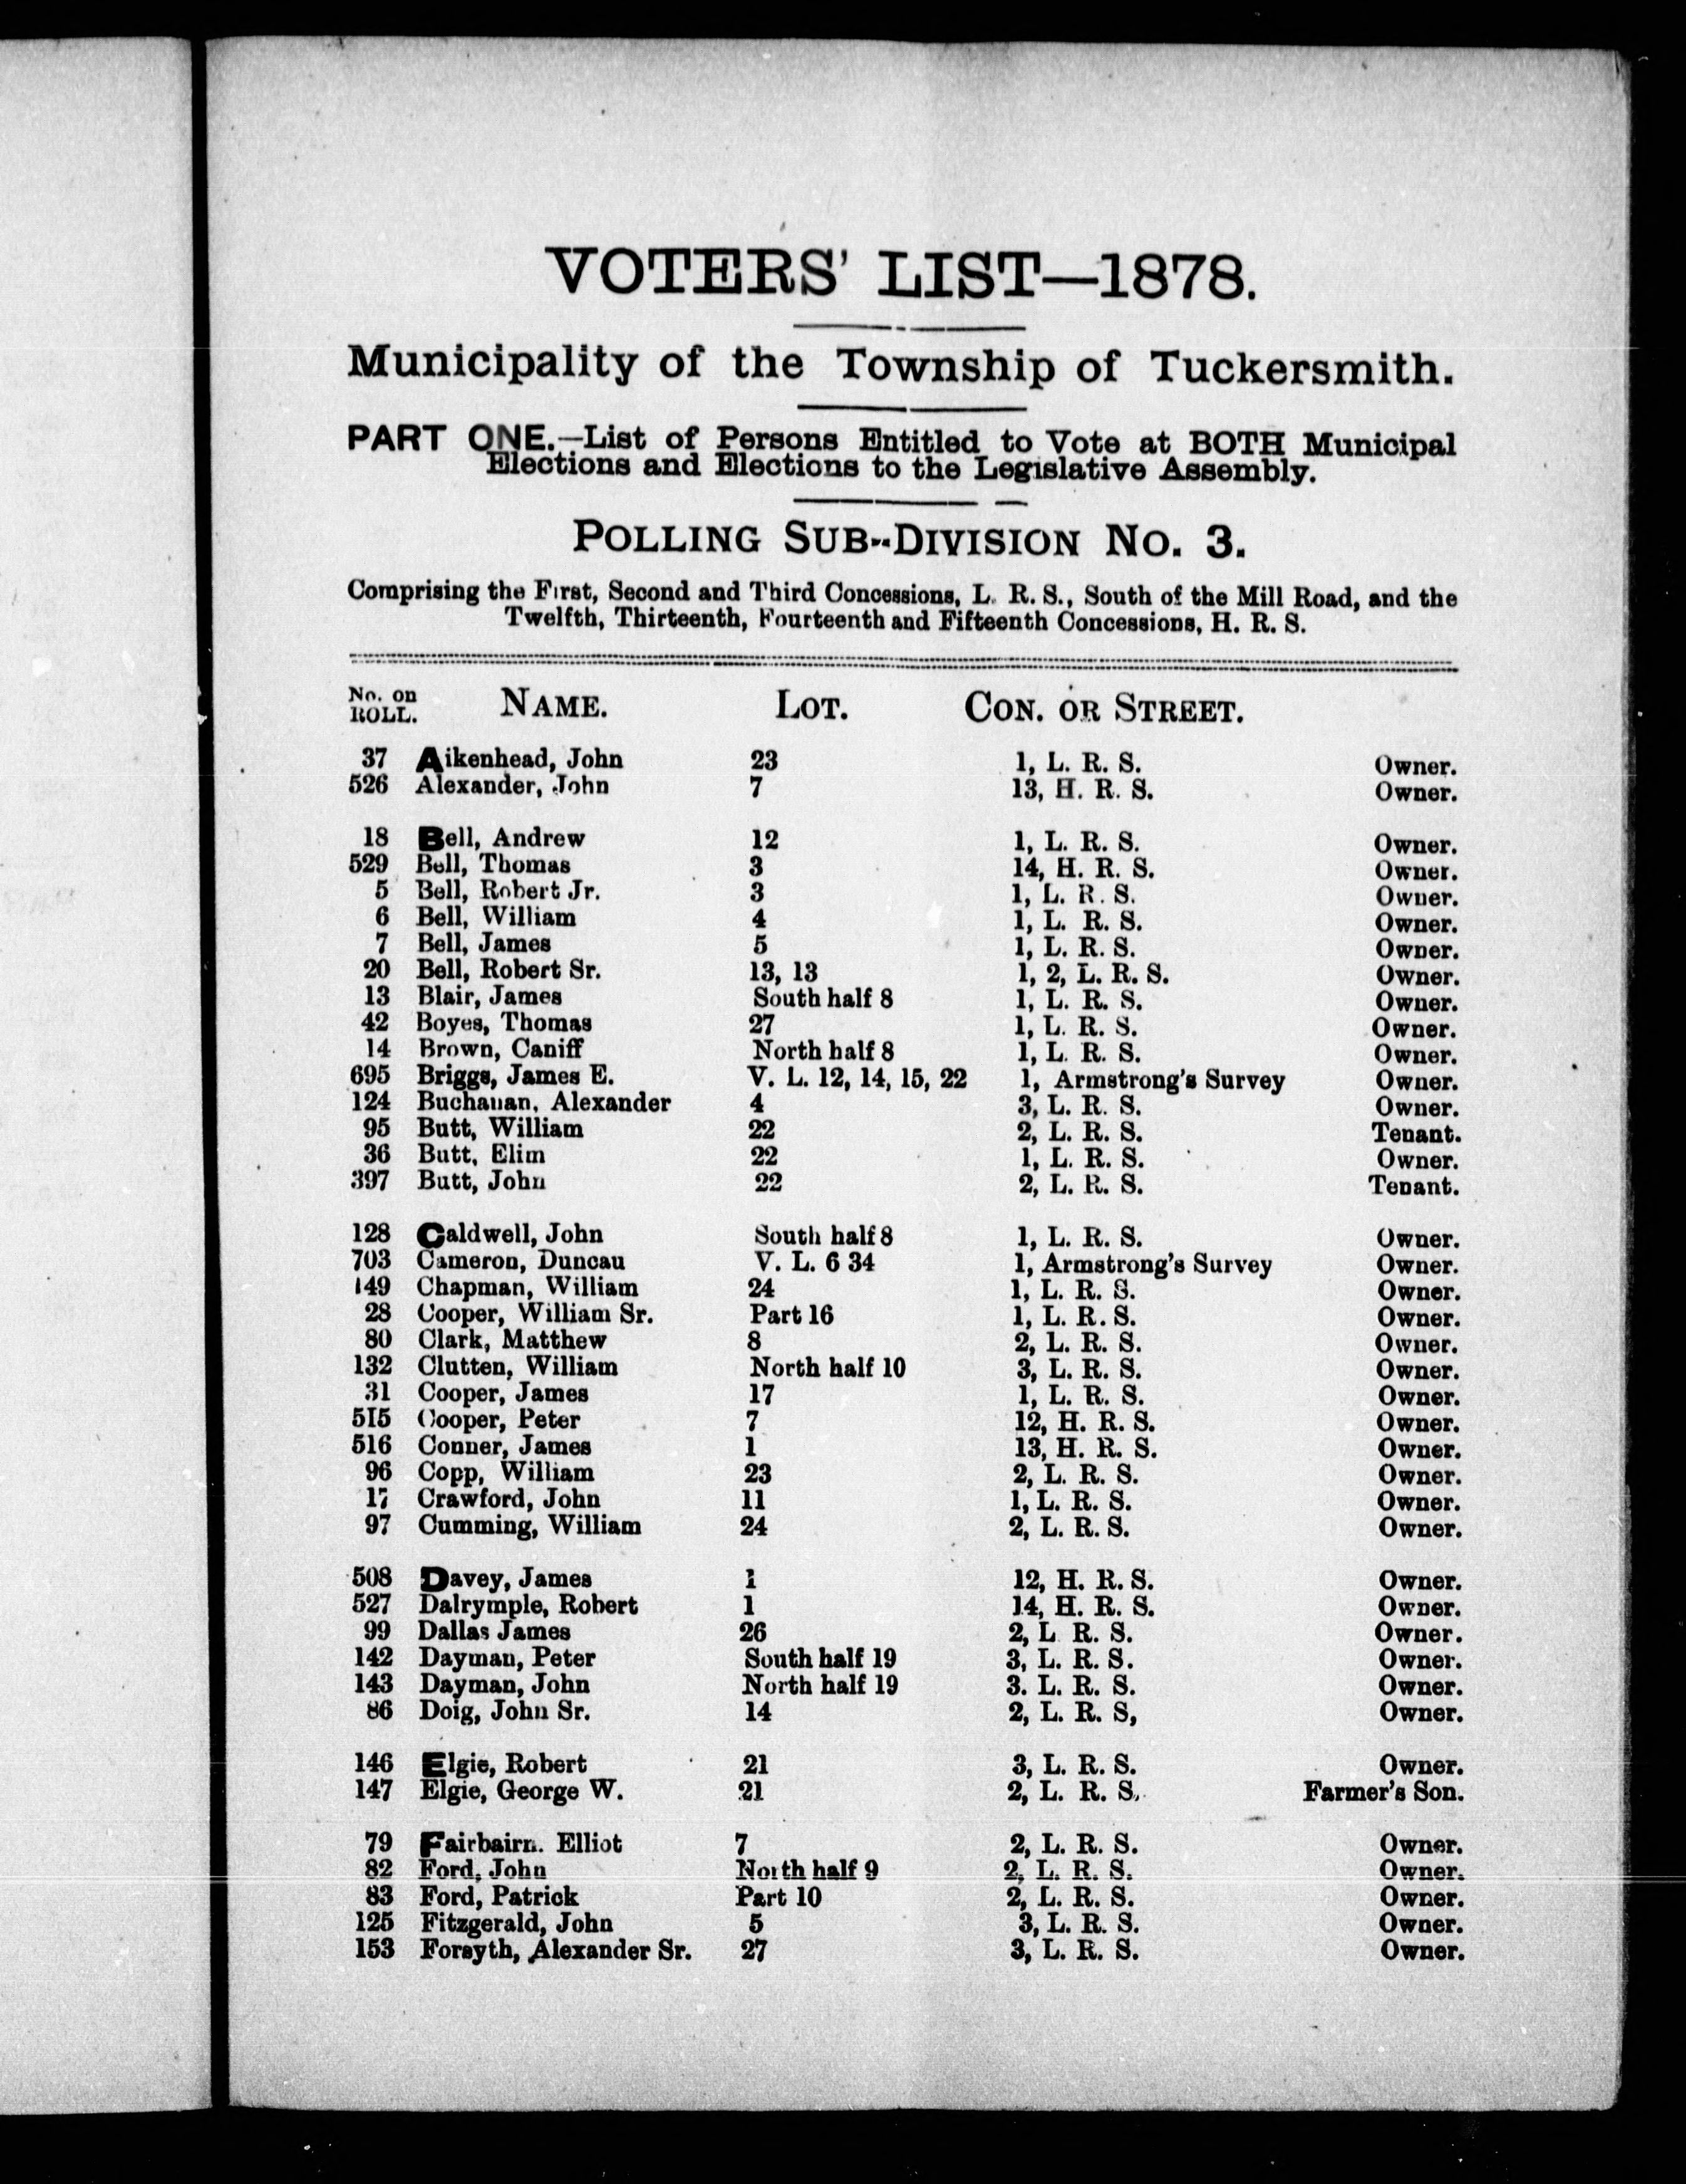 VOTERS' LIST—1878.
Municipality of the Township of Tuckersmith.
PART ONE.—List of Persons Entitled to Vote at BOTH Municipal
Elections and Elections to the Legislative Assembly.
POLLING SUB-DIVISION NO. 3.
Comprising the First, Second and Third Concessions, L. R. S., South of the Mill Road, and the
Twelfth, Thirteenth, Fourteenth and Fifteenth Concessions, H. R. S.
No. on ROLL. NAME. LOT. CON. OR STREET.
37 Aikenhead, John 23 1, L. R. S. Owner.
526 Alexander, John 7 13, H. R. S. Owner.
18 Bell, Andrew 12 1, L. R. S. Owner.
529 Bell, Thomas 3 14, H. R. S. Owner.
5 Bell, Robert Jr. 3 1, L. R. S. Owner.
6 Bell, William 4 1, L. R. S. Owner.
7 Bell, James 5 1, L. R. S. Owner.
20 Bell, Robert Sr. 13, 13 1, 2, L. R. S. Owner.
13 Blair, James South half 8 1, L. R. S. Owner.
42 Boyes, Thomas 27 1, L. R. S. Owner.
14 Brown, Caniff North half 8 1, L. R. S. Owner.
695 Briggs, James E. V. L. 12, 14, 15, 22 1, Armstrong's Survey Owner.
124 Buchanan, Alexander 4 3, L. R. S. Owner.
95 Butt, William 22 2, L. R. S. Tenant.
36 Butt, Elim 22 1, L. R. S. Owner.
397 Butt, John 22 2, L. R. S. Tenant.
128 Caldwell, John South half 8 1, L. R. S. Owner.
703 Cameron, Duncau V. L. 6 34 1, Armstrong's Survey Owner.
149 Chapman, William 24 1, L. R. S. Owner.
28 Cooper, William Sr. Part 16 1, L. R. S. Owner.
80 Clark, Matthew 8 2, L. R. S. Owner.
132 Clutten, William North half 10 3, L. R. S. Owner.
31 Cooper, James 17 1, L. R. S. Owner.
515 Cooper, Peter 7 12, H. R. S. Owner.
516 Conner, James 1 13, H. R. S. Owner.
96 Copp, William 23 2, L. R. S. Owner.
17 Crawford, John 11 1, L. R. S. Owner.
97 Cumming, William 24 2, L. R. S. Owner.
508 Davey, James 1 12, H. R. S. Owner.
527 Dalrymple, Robert 1 14, H. R. S. Owner.
99 Dallas James 26 2, L R. S. Owner.
142 Dayman, Peter South half 19 3, L. R. S. Owner.
143 Dayman, John North half 19 3. L. R. S. Owner.
86 Doig, John Sr. 14 2, L. R. S, Owner.
146 Elgie, Robert 21 3, L. R. S. Owner.
147 Elgie, George W. 21 2, L. R. S. Farmer's Son.
79 Fairbairn. Elliot 7 2, L. R. S. Owner.
82 Ford, John North half 9 2, L. R. S. Owner.
83 Ford, Patrick Part 10 2, L. R. S. Owner.
125 Fitzgerald, John 5 3, L. R. S. Owner.
153 Forsyth, Alexander Sr. 27 3, L. R. S. Owner.